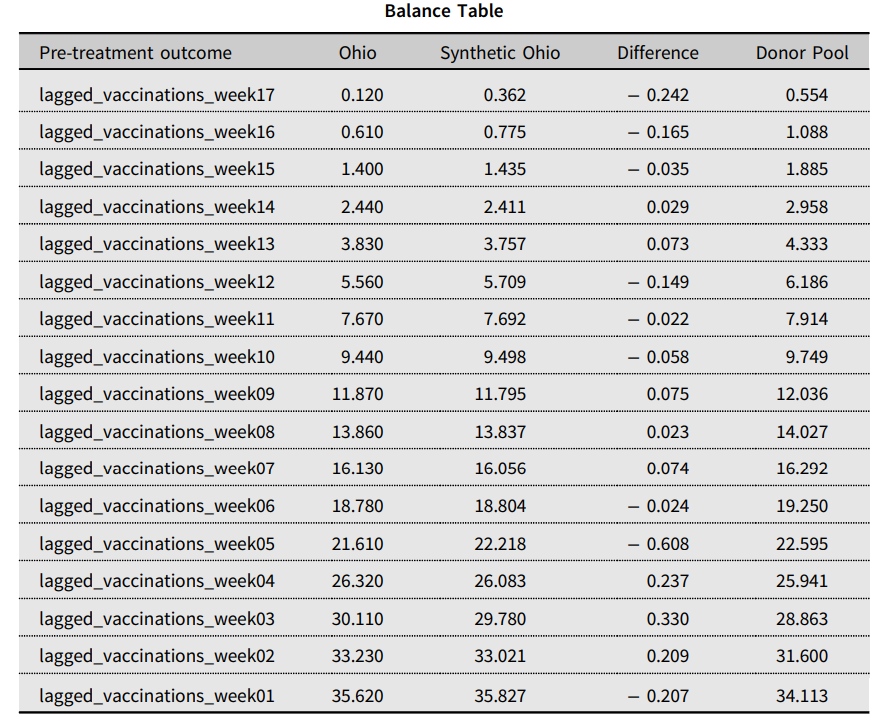 Balance Table
Pre-treatment outcome Ohio Synthetic Ohio Difference Donor Pool
lagged_vaccinations_week17 0.120 0.362 − 0.242 0.554
lagged_vaccinations_week16 0.610 0.775 − 0.165 1.088
lagged_vaccinations_week15 1.400 1.435 − 0.035 1.885
lagged_vaccinations_week14 2.440 2.411 0.029 2.958
lagged_vaccinations_week13 3.830 3.757 0.073 4.333
lagged_vaccinations_week12 5.560 5.709 − 0.149 6.186
lagged_vaccinations_week11 7.670 7.692 − 0.022 7.914
lagged_vaccinations_week10 9.440 9.498 − 0.058 9.749
lagged_vaccinations_week09 11.870 11.795 0.075 12.036
lagged_vaccinations_week08 13.860 13.837 0.023 14.027
lagged_vaccinations_week07 16.130 16.056 0.074 16.292
lagged_vaccinations_week06 18.780 18.804 − 0.024 19.250
lagged_vaccinations_week05 21.610 22.218 − 0.608 22.595
lagged_vaccinations_week04 26.320 26.083 0.237 25.941
lagged_vaccinations_week03 30.110 29.780 0.330 28.863
lagged_vaccinations_week02 33.230 33.021 0.209 31.600
lagged_vaccinations_week01 35.620 35.827 − 0.207 34.113